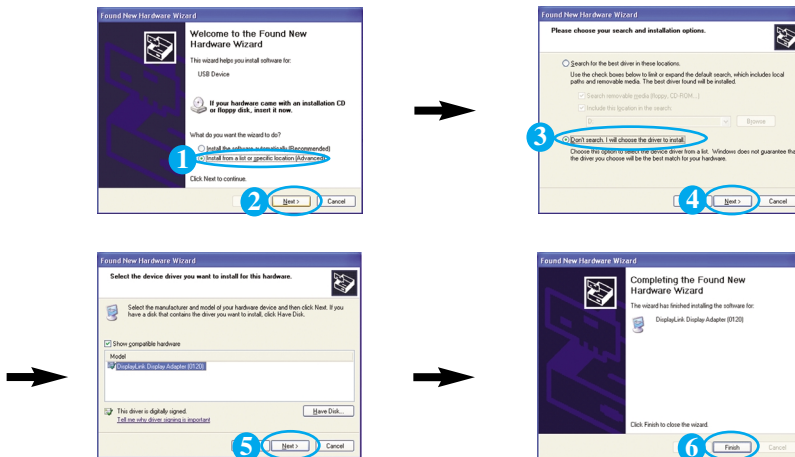 Found New Hardware Wizard
Welcome to the Found New
Hardware Wizard
This wizard helps you install software for:
USB Device
If your hardware came with an installation CD
or floppy disk, insert it now.
What do you want the wizard to do?
Install the software automatically (Recommended)
1
Install from a list or specific location (Advanced)
Click Next to continue.
2
Next >
Cancel
Found New Hardware Wizard
Please choose your search and installation options.
Search for the best driver in these locations.
Use the check boxes below to limit or expand the default search, which includes local
paths and removable media. The best driver found will be installed.
Search removable media (floppy, CD-ROM...)
Include this location in the search:
D:
Browse
3
Don't search. I will choose the driver to install.
Choose this option to select the device driver from a list. Windows does not guarantee tha
the driver you choose will be the best match for your hardware.
4
Next >
Cancel
Found New Hardware Wizard
Select the device driver you want to install for this hardware.
Select the manufacturer and model of your hardware device and then click Next. If you
have a disk that contains the driver you want to install, click Have Disk.
Show compatible hardware
Model
DisplayLink Display Adapter (0120)
This driver is digitally signed.
Have Disk...
Tell me why driver signing is important
5
Next >
Cancel
Found New Hardware Wizard
Completing the Found New
Hardware Wizard
The wizard has finished installing the software for:
DisplayLink Display Adapter (0120)
Click Finish to close the wizard.
6
Finish
Cancel